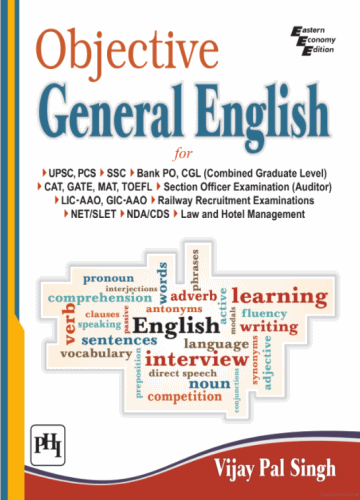 Eastern
Economy
Edition
Objective
General English
for
UPSC, PCS SSC Bank PO, CGL (Combined Graduate Level)
CAT, GATE, MAT, TOEFL Section Officer Examination (Auditor)
LIC-AAO, GIC-AAO Railway Recruitment Examinations
NET/SLET NDA/CDS Law and Hotel Management
pronoun
interjections
words
phrases
comprehension
adverb
active
learning
verb
clauses
speaking
passive
antonyms
modals
fluency
English
writing
sentences
language
vocabulary
preposition
interview
synonyms
adjective
direct speech
noun
conjunctions
competition
PHI
Vijay Pal Singh